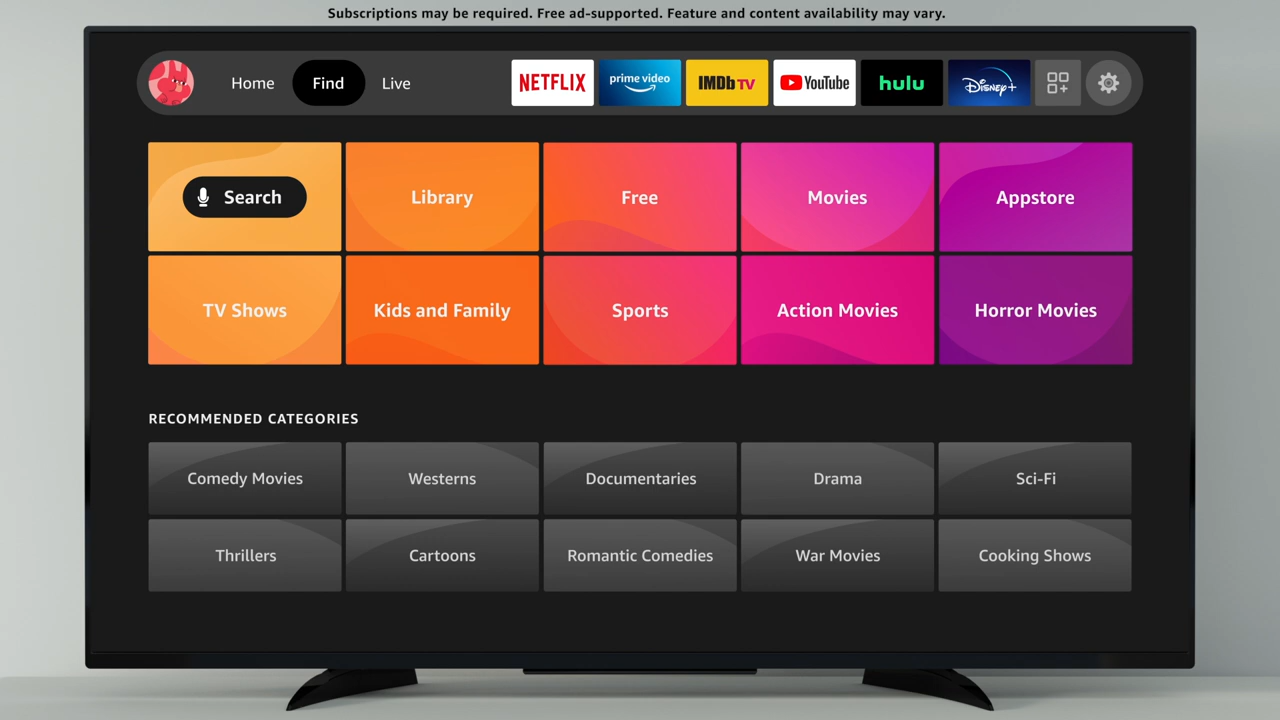 Subscriptions may be required. Free ad-supported. Feature and content availability may vary.
Home Find Live NETFLIX prime video IMDb TV YouTube hulu Disney+
Search Library Free Movies Appstore
TV Shows Kids and Family Sports Action Movies Horror Movies
RECOMMENDED CATEGORIES
Comedy Movies Westerns Documentaries Drama Sci-Fi
Thrillers Cartoons Romantic Comedies War Movies Cooking Shows